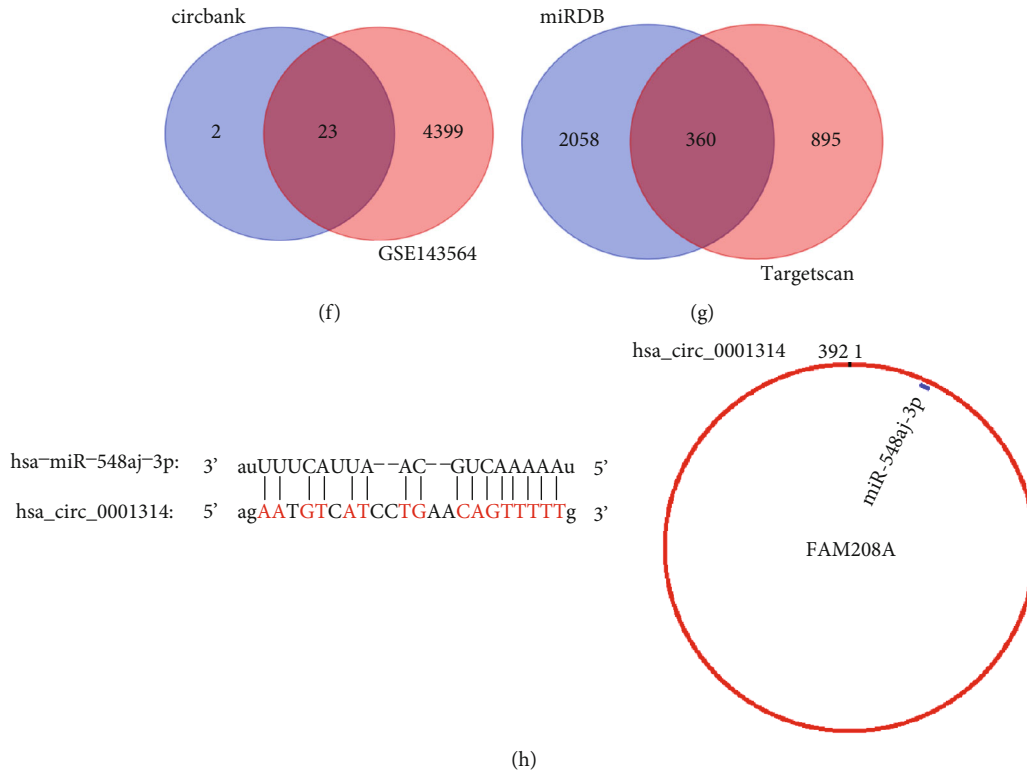 circbank
2
23
4399
GSE143564
(f)
miRDB
2058
360
895
Targetscan
(g)
hsa_circ_0001314
392 1
miR-548aj-3p
FAM208A
hsa−miR−548aj−3p: 3’ auUUUCAUUA−−AC−−GUCAAAAAu 5’
hsa_circ_0001314: 5’ agAATGTCATCCTGAACAGTTTTTg 3’
(h)